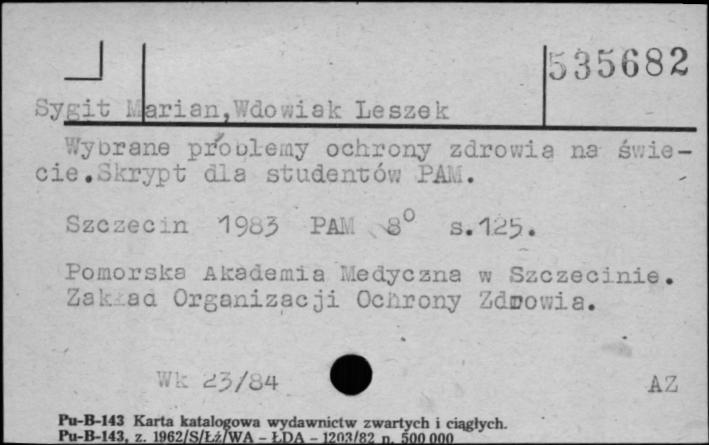 535682
Sygit Marian,Wdowiak Leszek
Wybrane problemy ochrony zdrowia na świe-
cie.Skrypt dla studentów PAM.
Szczecin 1983 PAM 8° s.125.
Pomorska Akademia Medyczna w Szczecinie.
Zakład Organizacji Ochrony Zdrowia.
Wk 23/84
AZ
Pu-B-143 Karta katalogowa wydawnictw zwartych i ciągłych.
Pu-B-143, z. 1962/S/Łź/WA – ŁDA – 1203/82 n. 500 000